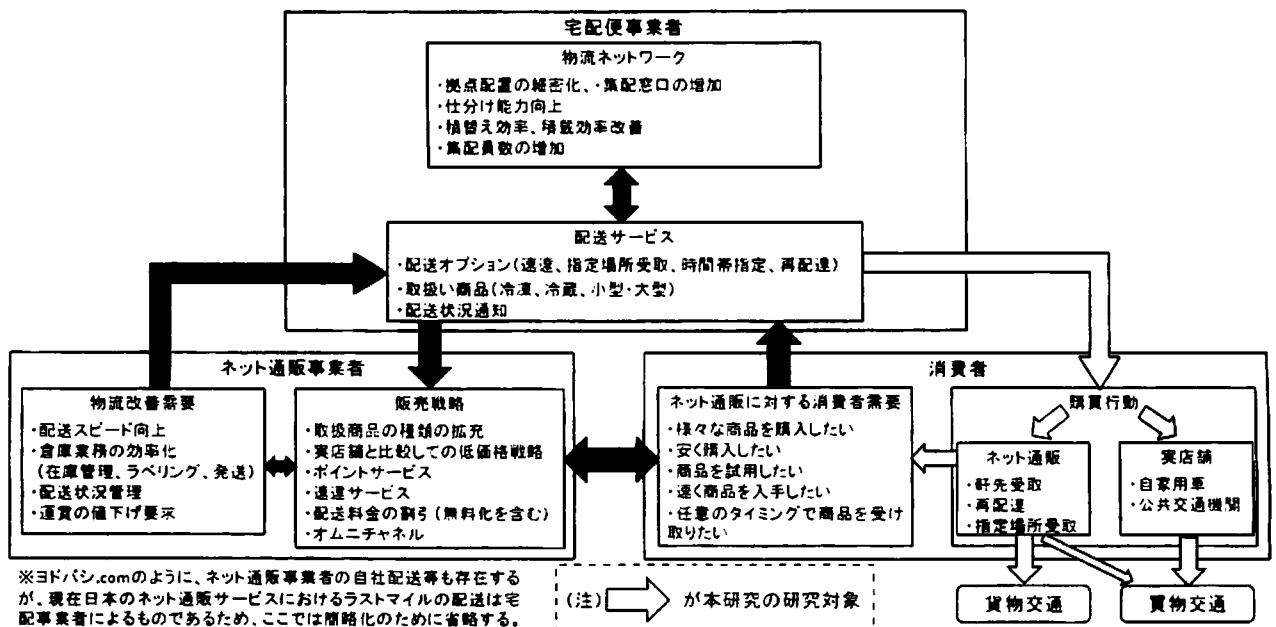 宅配便事業者
物流ネットワーク
・拠点配置の細密化、・集配窓口の増加
・仕分け能力向上
・積替え効率、積載効率改善
・集配員数の増加
配送サービス
・配送オプション(速達、指定場所受取、時間帯指定、再配達)
・取扱い商品(冷凍、冷蔵、小型・大型)
・配送状況通知
ネット通販事業者
物流改善需要
・配送スピード向上
・倉庫業務の効率化
(在庫管理、ラベリング、発送)
・配送状況管理
・運賃の値下げ要求
販売戦略
・取扱商品の種類の拡充
・実店舗と比較しての低価格戦略
・ポイントサービス
・速達サービス
・配送料金の割引(無料化を含む)
・オムニチャネル
消費者
ネット通販に対する消費者需要
・様々な商品を購入したい
・安く購入したい
・商品を試用したい
・速く商品を入手したい
・任意のタイミングで商品を受け
取りたい
購買行動
ネット通販
・軒先受取
・再配達
・指定場所受取
実店舗
・自家用車
・公共交通機関
貨物交通
買物交通
※ヨドバシ.comのように、ネット通販事業者の自社配送等も存在する
が、現在日本のネット通販サービスにおけるラストマイルの配送は宅
配事業者によるものであるため、ここでは簡略化のために省略する。
(注) が本研究の研究対象